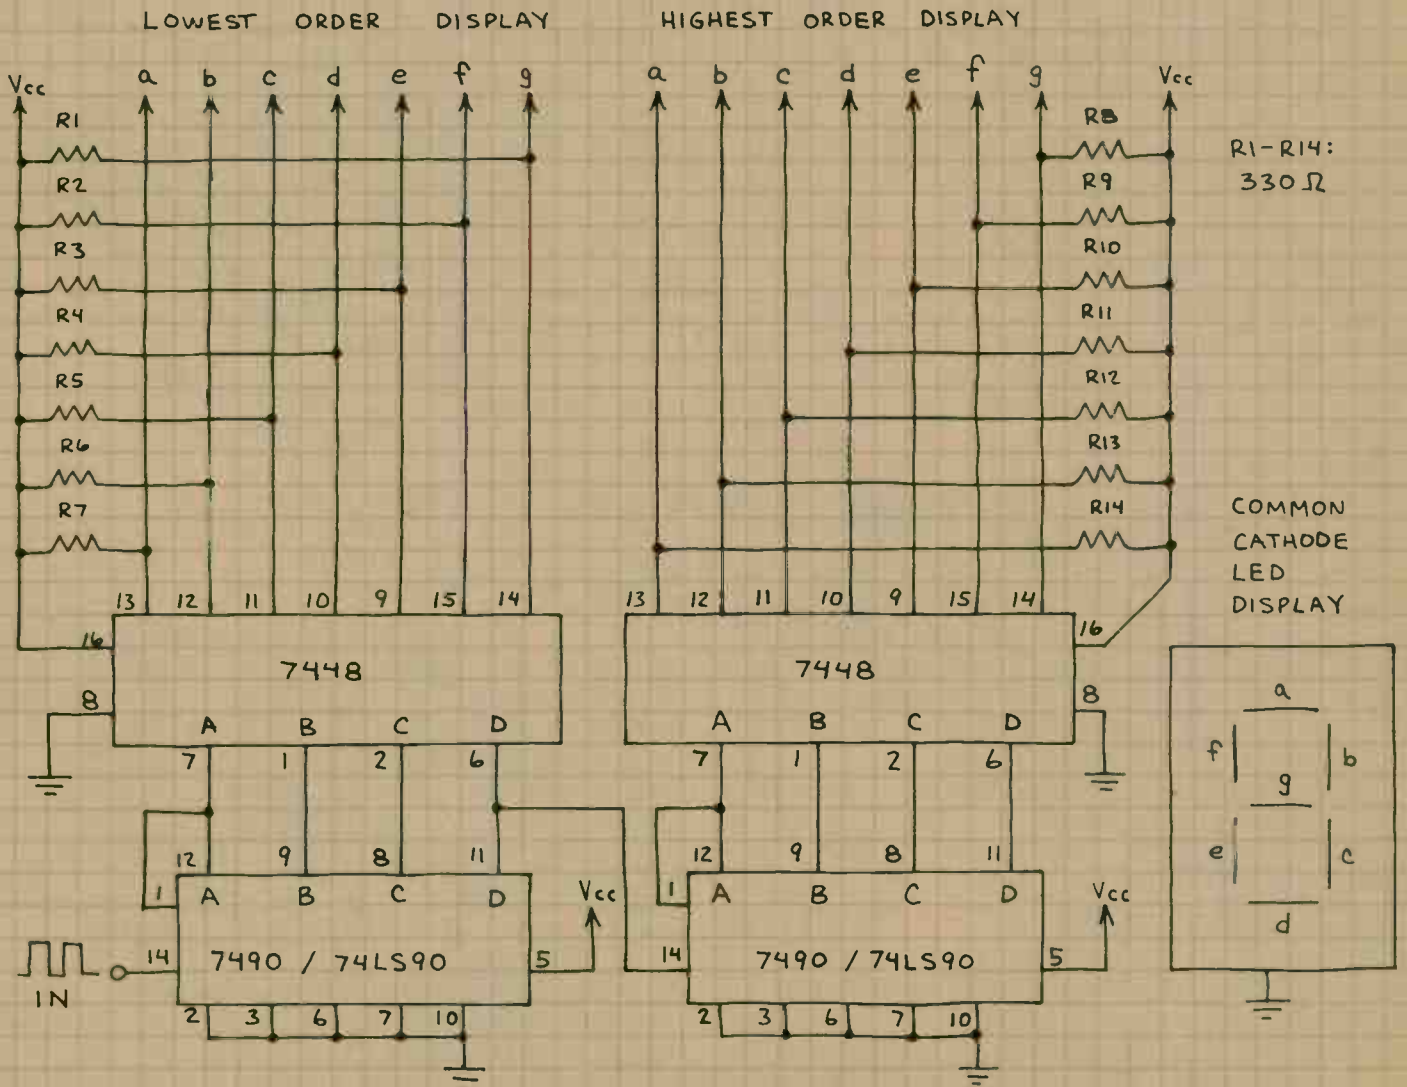 LOWEST ORDER DISPLAY
HIGHEST ORDER DISPLAY
Vcc a b c d e f g
a b c d e f g Vcc
R1
R2
R3
R4
R5
R6
R7
R8
R9
R10
R11
R12
R13
R14
R1-R14:
330Ω
13 12 11 10 9 15 14
16
8
7448
A B C D
7 1 2 6
13 12 11 10 9 15 14
16
8
7448
A B C D
7 1 2 6
COMMON
CATHODE
LED
DISPLAY
a
f b
g
e c
d
12 9 8 11
1
A B C D
Vcc
14
7490 / 74LS90
5
IN
2 3 6 7 10
12 9 8 11
1
A B C D
Vcc
14
7490 / 74LS90
5
2 3 6 7 10